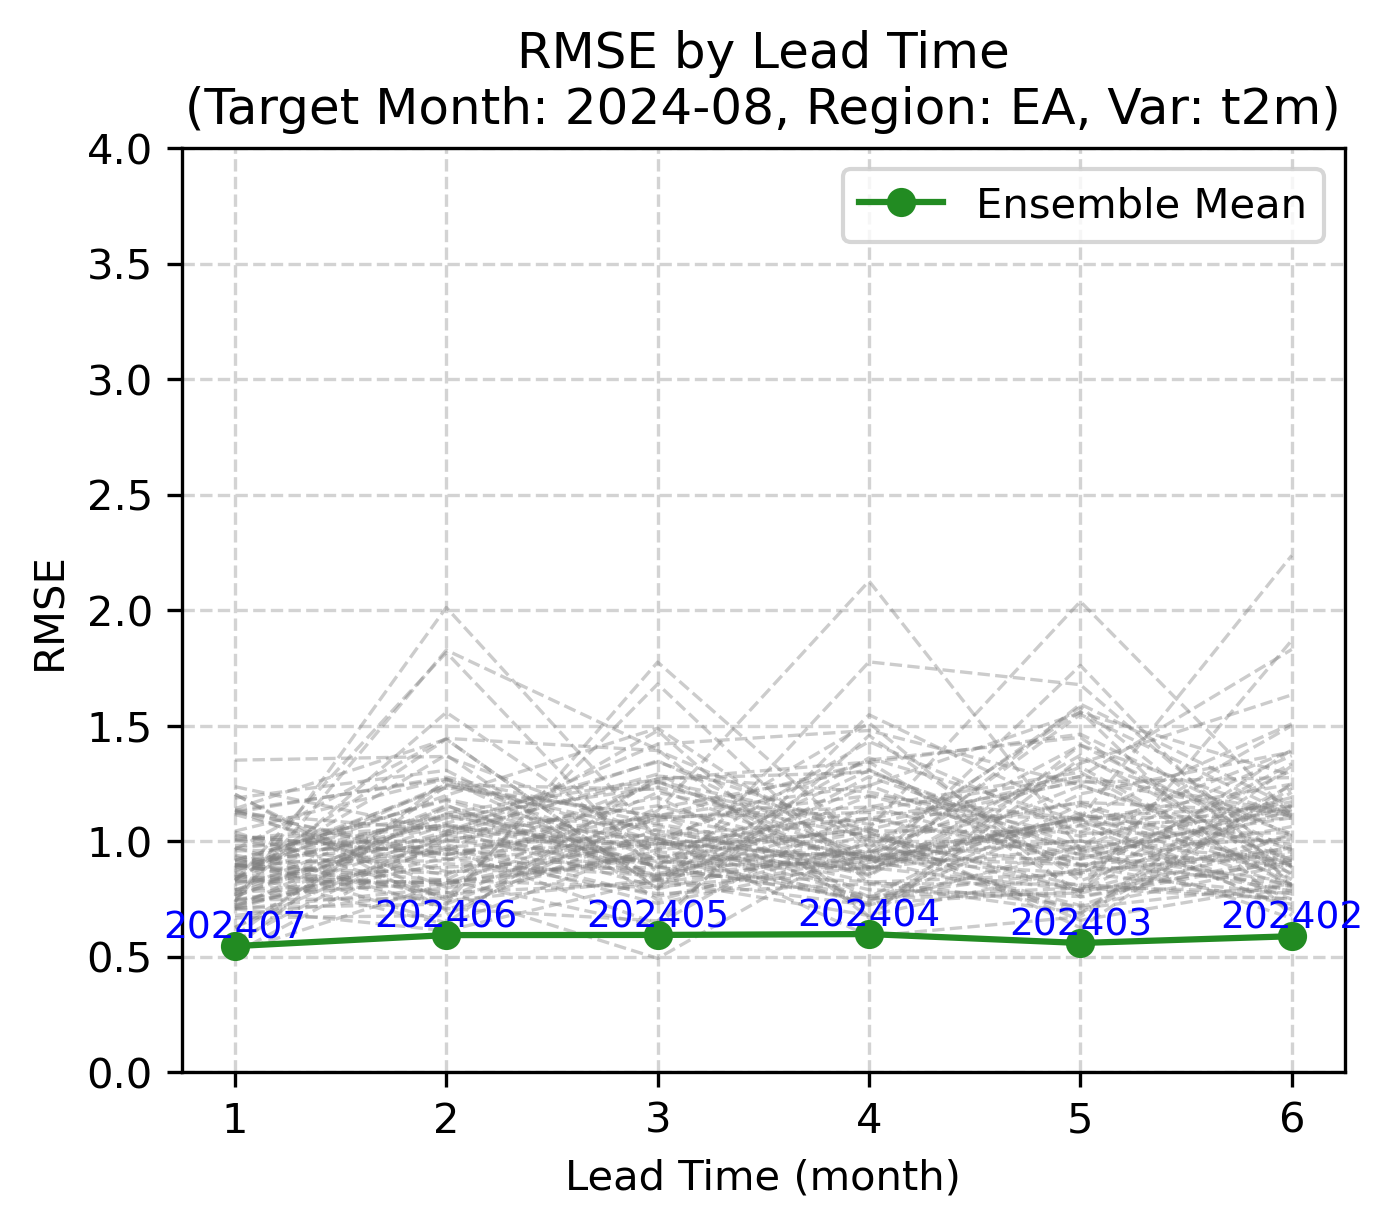 RMSE by Lead Time
(Target Month: 2024-08, Region: EA, Var: t2m)
4.0
3.5
3.0
2.5
2.0
1.5
1.0
0.5
0.0
RMSE
Ensemble Mean
202407
202406
202405
202404
202403
202402
1 2 3 4 5 6
Lead Time (month)